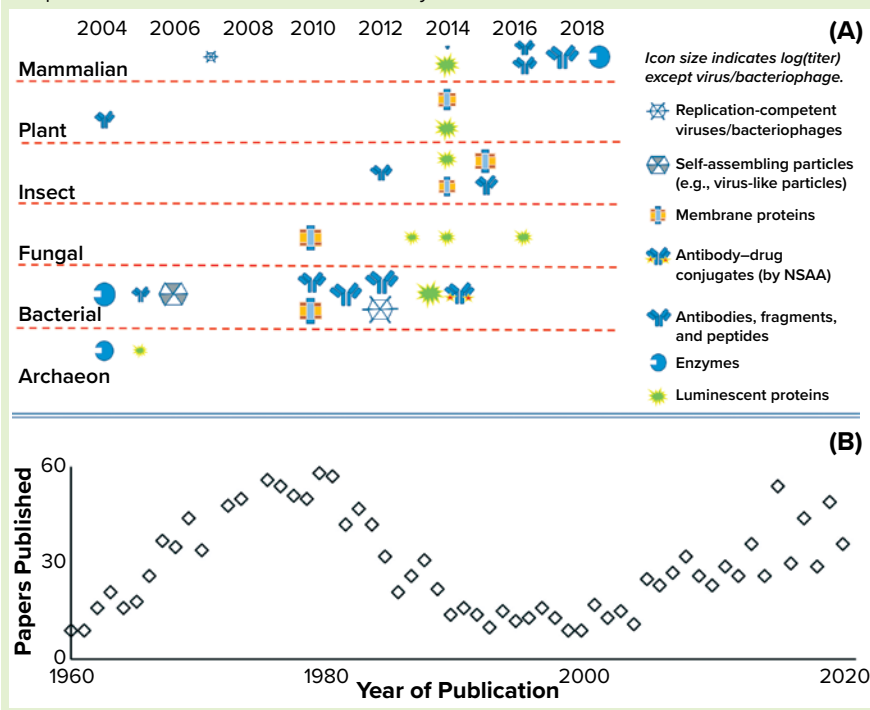 2004 2006 2008 2010 2012 2014 2016 2018
(A)
Mammalian
Plant
Insect
Fungal
Bacterial
Archaeon
Icon size indicates log(titer)
except virus/bacteriophage.
Replication-competent
viruses/bacteriophages
Self-assembling particles
(e.g., virus-like particles)
Membrane proteins
Antibody–drug
conjugates (by NSAA)
Antibodies, fragments,
and peptides
Enzymes
Luminescent proteins
(B)
Papers Published
60
30
0
1960 1980 2000 2020
Year of Publication